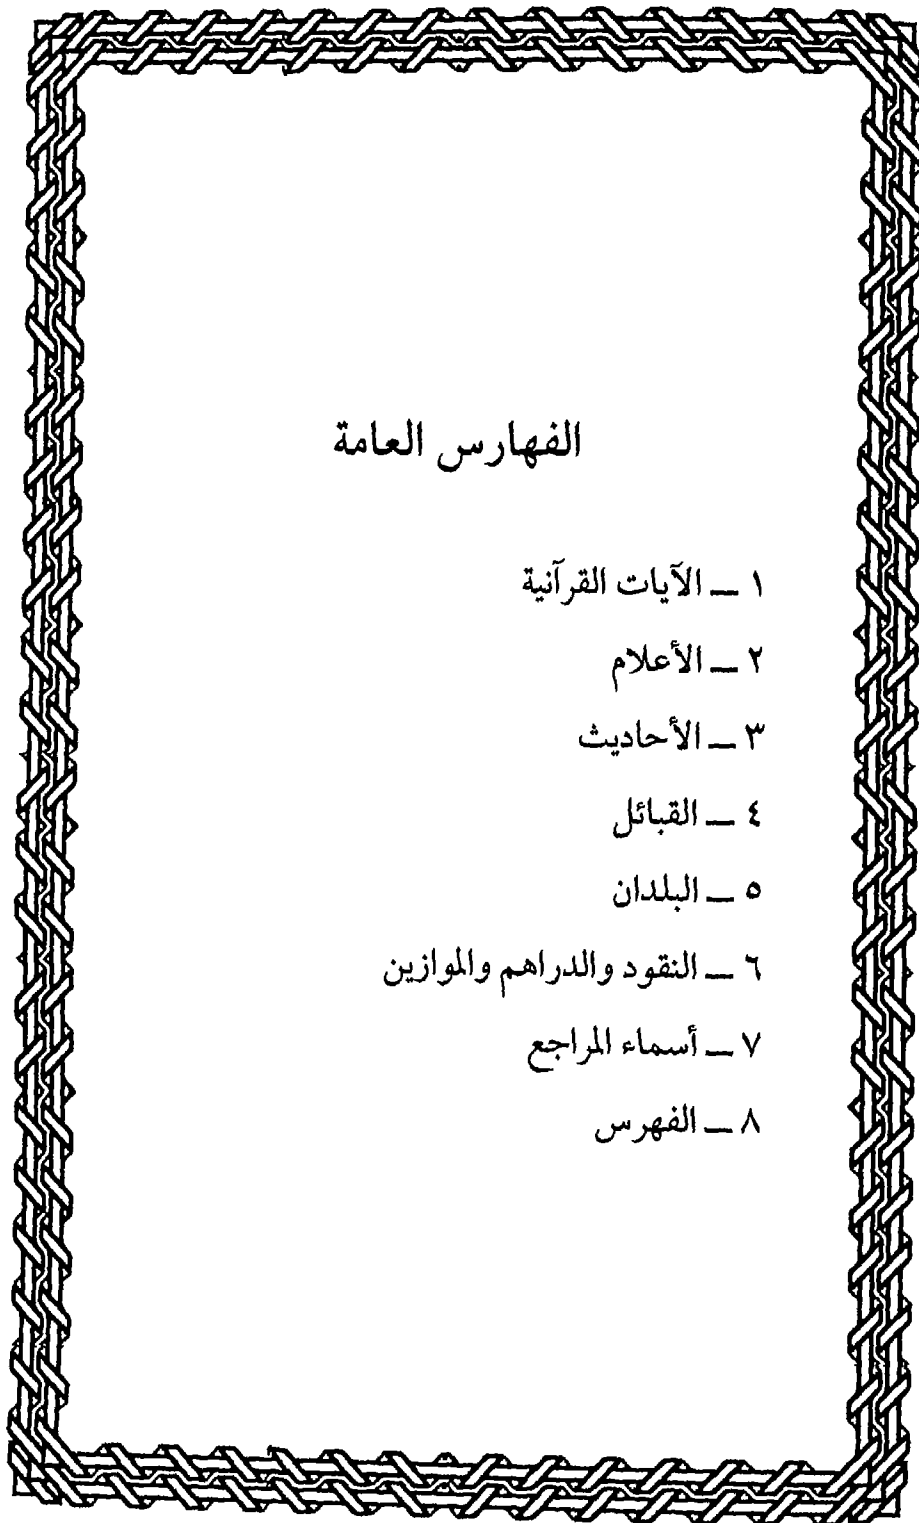 الفهارس العامة
١ ــ الآيات القرآنية
٢ ــ الأعلام
٣ ــ الأحاديث
٤ ــ القبائل
٥ ــ البلدان
٦ ــ النقود والدراهم والموازين
٧ ــ أسماء المراجع
٨ ــ الفهرس